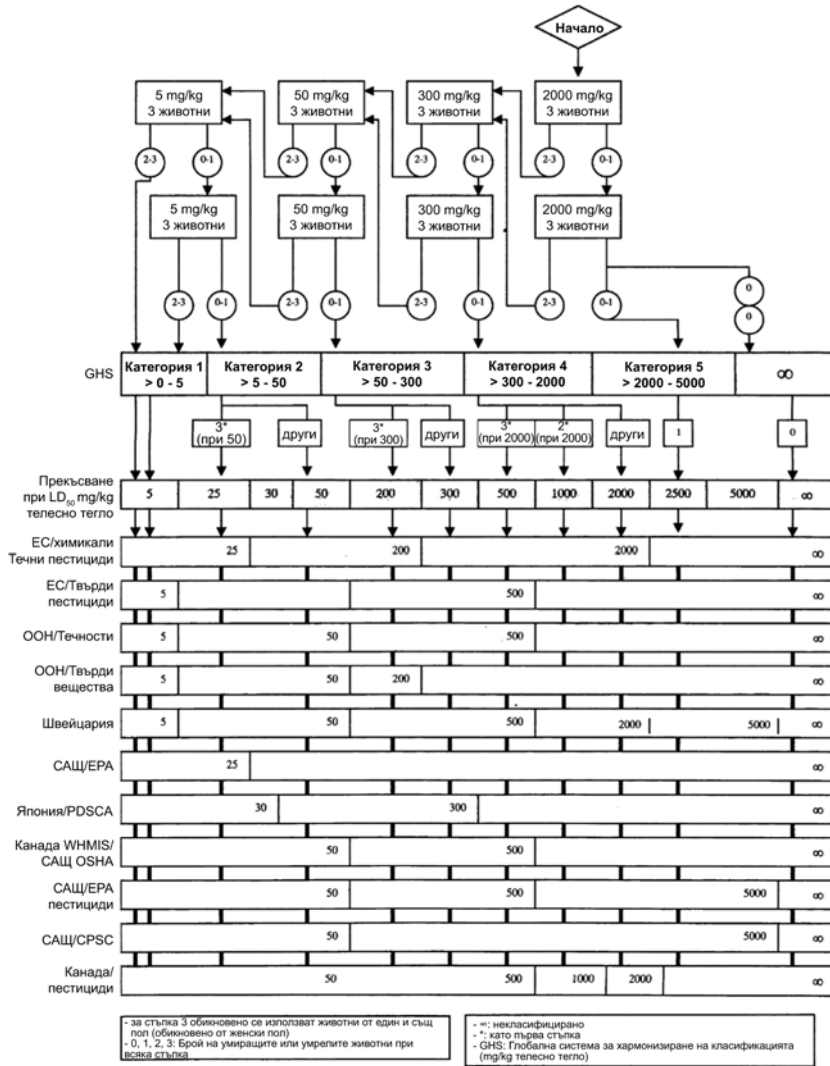 Начало
5 mg/kg
3 животни
50 mg/kg
3 животни
300 mg/kg
3 животни
2000 mg/kg
3 животни
2-3
0-1
2-3
0-1
2-3
0-1
2-3
0-1
5 mg/kg
3 животни
50 mg/kg
3 животни
300 mg/kg
3 животни
2000 mg/kg
3 животни
2-3
0-1
2-3
0-1
2-3
0-1
2-3
0-1
0
0
GHS
Категория 1
> 0 - 5
Категория 2
> 5 - 50
Категория 3
> 50 - 300
Категория 4
> 300 - 2000
Категория 5
> 2000 - 5000
∞
3*
(при 50)
други
3*
(при 300)
други
3*
(при 2000)
2*
(при 2000)
други
1
0
Прекъсване
при LD50 mg/kg
телесно тегло
5 25 30 50 200 300 500 1000 2000 2500 5000 ∞
ЕС/химикали
Течни пестициди
25 200 2000 ∞
ЕС/Твърди
пестициди
5 500 ∞
ООН/Течности
5 50 500 ∞
ООН/Твърди
вещества
5 50 200 ∞
Швейцария
5 50 500 2000 5000 ∞
САЩ/EPA
25 ∞
Япония/PDSCA
30 300 ∞
Канада WHMIS/
САЩ OSHA
50 500 ∞
САЩ/EPA
пестициди
50 500 5000 ∞
САЩ/CPSC
50 5000 ∞
Канада/
пестициди
50 500 1000 2000 ∞
- за стъпка 3 обикновено се използват животни от един и същ
пол (обикновено от женски пол)
- 0, 1, 2, 3: Брой на умиращите или умрелите животни при
всяка стъпка
- ∞: некласифицирано
- *: като първа стъпка
- GHS: Глобална система за хармонизиране на класификацията
(mg/kg телесно тегло)